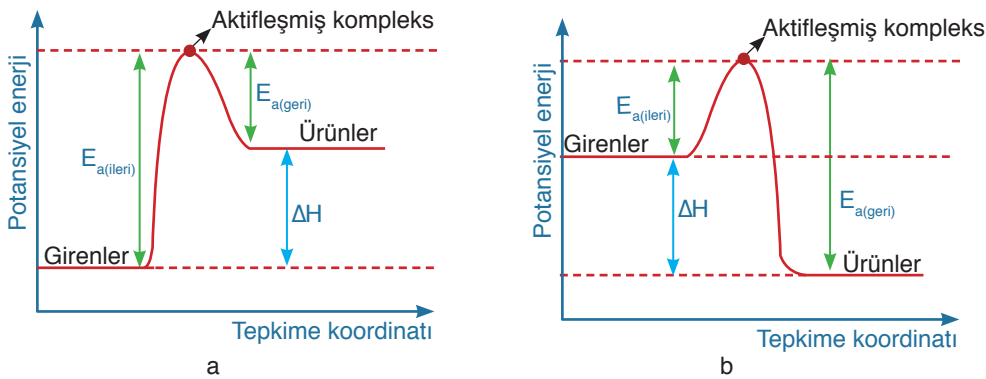 Aktifleşmiş kompleks
Potansiyel enerji
Ea(ileri)
Ea(geri)
Ürünler
ΔH
Girenler
Tepkime koordinatı
a
Aktifleşmiş kompleks
Potansiyel enerji
Ea(ileri)
Girenler
ΔH
Ea(geri)
Ürünler
Tepkime koordinatı
b